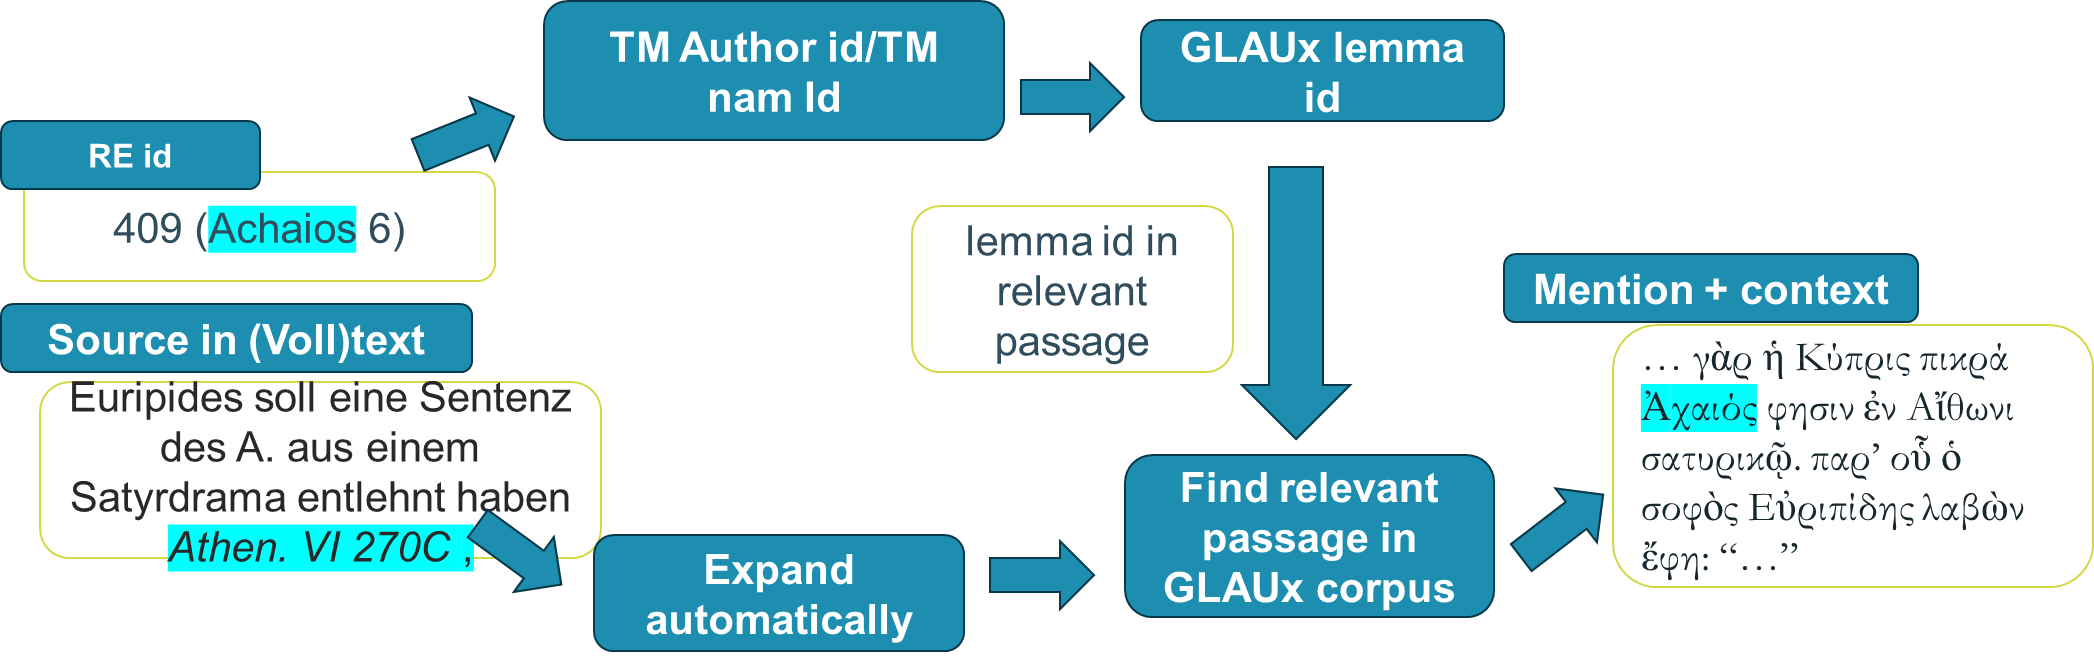 TM Author id/TM
nam Id
GLAUx lemma
id
RE id
409 (Achaios 6)
lemma id in
relevant
passage
Source in (Voll)text
Euripides soll eine Sentenz
des A. aus einem
Satyrdrama entlehnt haben
Athen. VI 270C ,
Expand
automatically
Find relevant
passage in
GLAUx corpus
Mention + context
… γὰρ ἡ Κύπρις πικρά
Ἀχαιός φησιν ἐν Αἴθωνι
σατυρικῷ. παρ’ οὗ ὁ
σοφὸς Εὐριπίδης λαβὼν
ἔφη: “…”